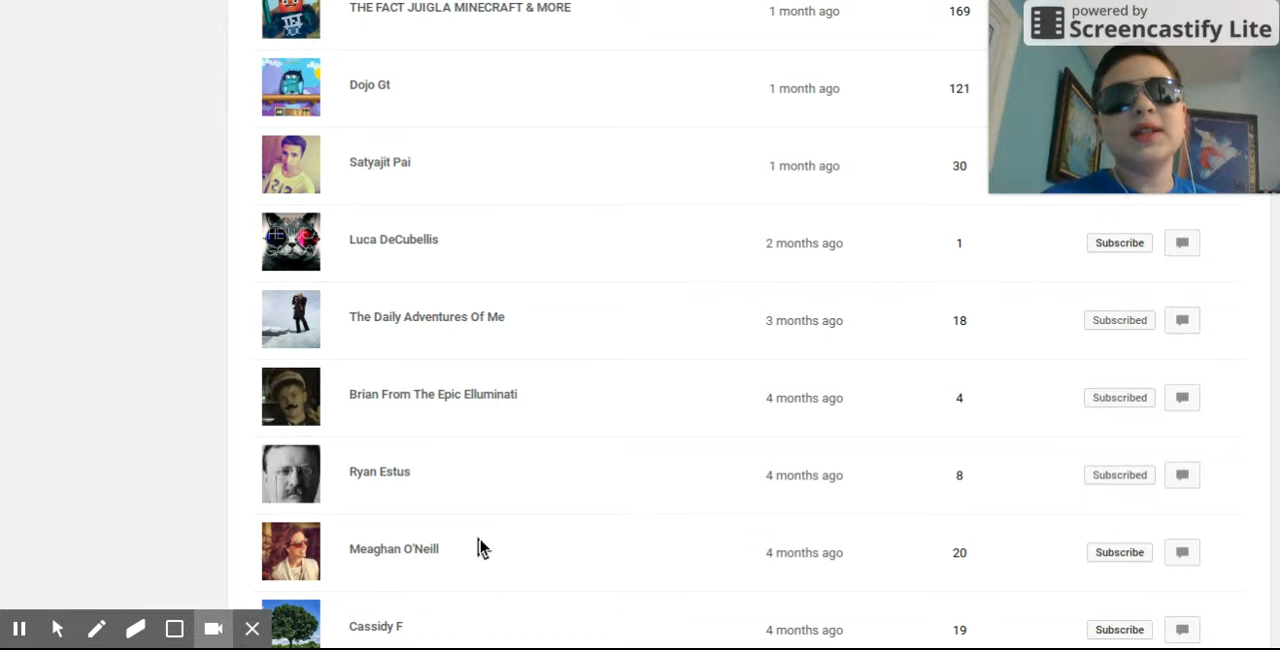 THE FACT JUIGLA MINECRAFT & MORE 1 month ago 169
powered by
Screencastify Lite
Dojo Gt 1 month ago 121
Satyajit Pai 1 month ago 30
Luca DeCubellis 2 months ago 1 Subscribe
The Daily Adventures Of Me 3 months ago 18 Subscribed
Brian From The Epic Elluminati 4 months ago 4 Subscribed
Ryan Estus 4 months ago 8 Subscribed
Meaghan O'Neill 4 months ago 20 Subscribe
Cassidy F 4 months ago 19 Subscribe